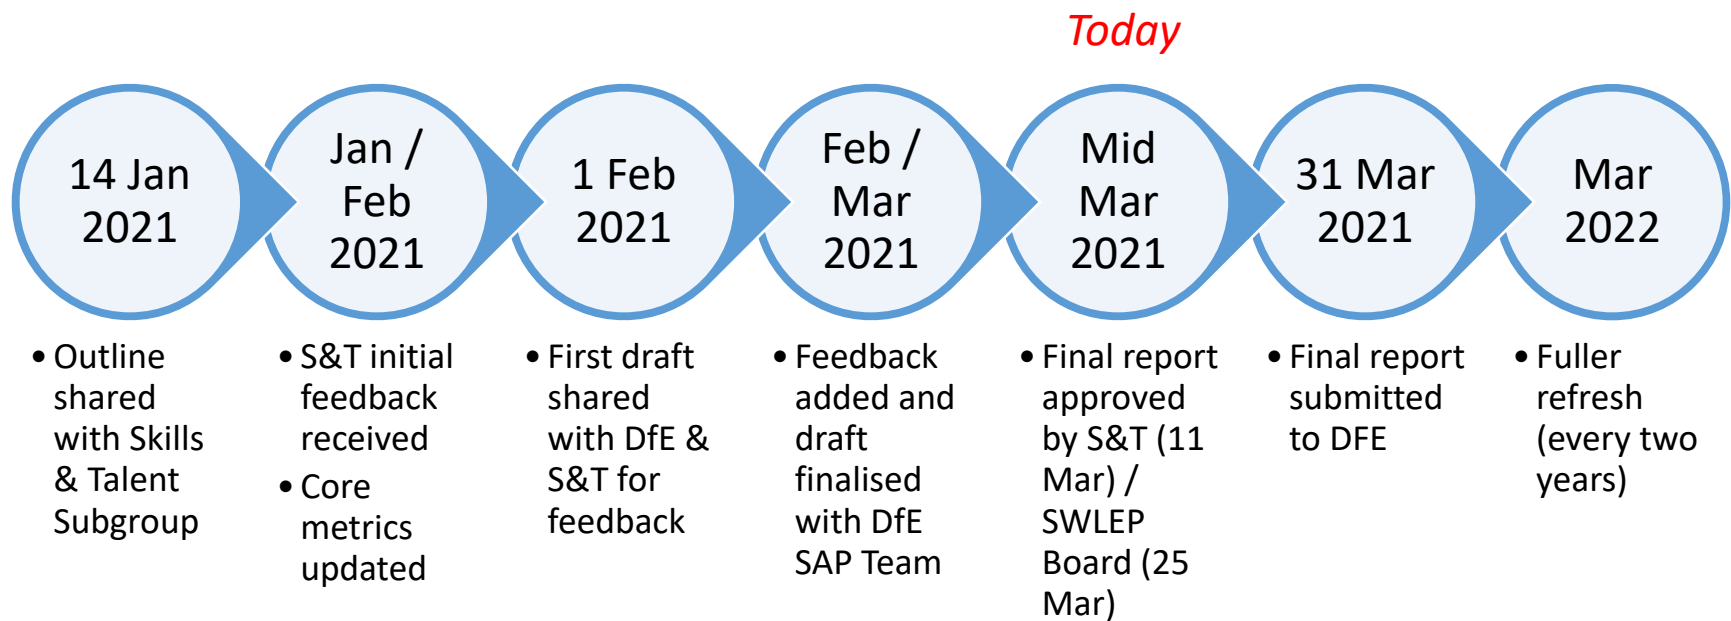 Today
14 Jan
2021
Jan /
Feb
2021
1 Feb
2021
Feb /
Mar
2021
Mid
Mar
2021
31 Mar
2021
Mar
2022
• Outline
shared
with Skills
& Talent
Subgroup
• S&T initial
feedback
received
• Core
metrics
updated
• First draft
shared
with DfE &
S&T for
feedback
• Feedback
added and
draft
finalised
with DfE
SAP Team
• Final report
approved
by S&T (11
Mar) /
SWLEP
Board (25
Mar)
• Final report
submitted
to DFE
• Fuller
refresh
(every two
years)